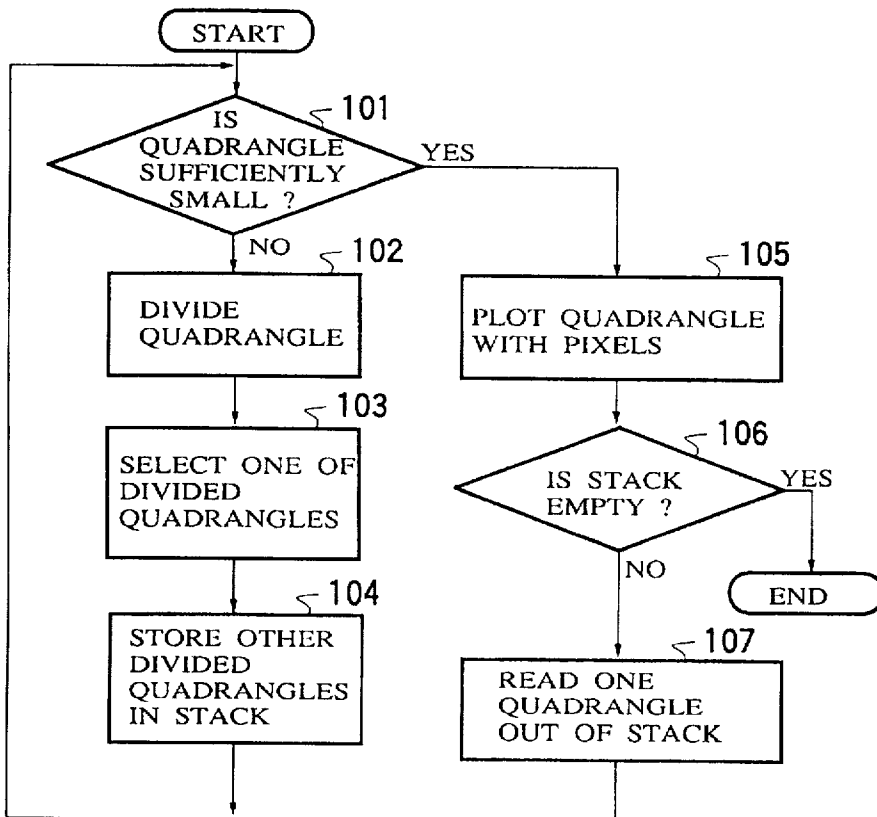 START
101
IS
QUADRANGLE
SUFFICIENTLY
SMALL ?
YES
NO
102
DIVIDE
QUADRANGLE
103
SELECT ONE OF
DIVIDED
QUADRANGLES
104
STORE OTHER
DIVIDED
QUADRANGLES
IN STACK
105
PLOT QUADRANGLE
WITH PIXELS
106
IS STACK
EMPTY ?
YES
NO
END
107
READ ONE
QUADRANGLE
OUT OF STACK